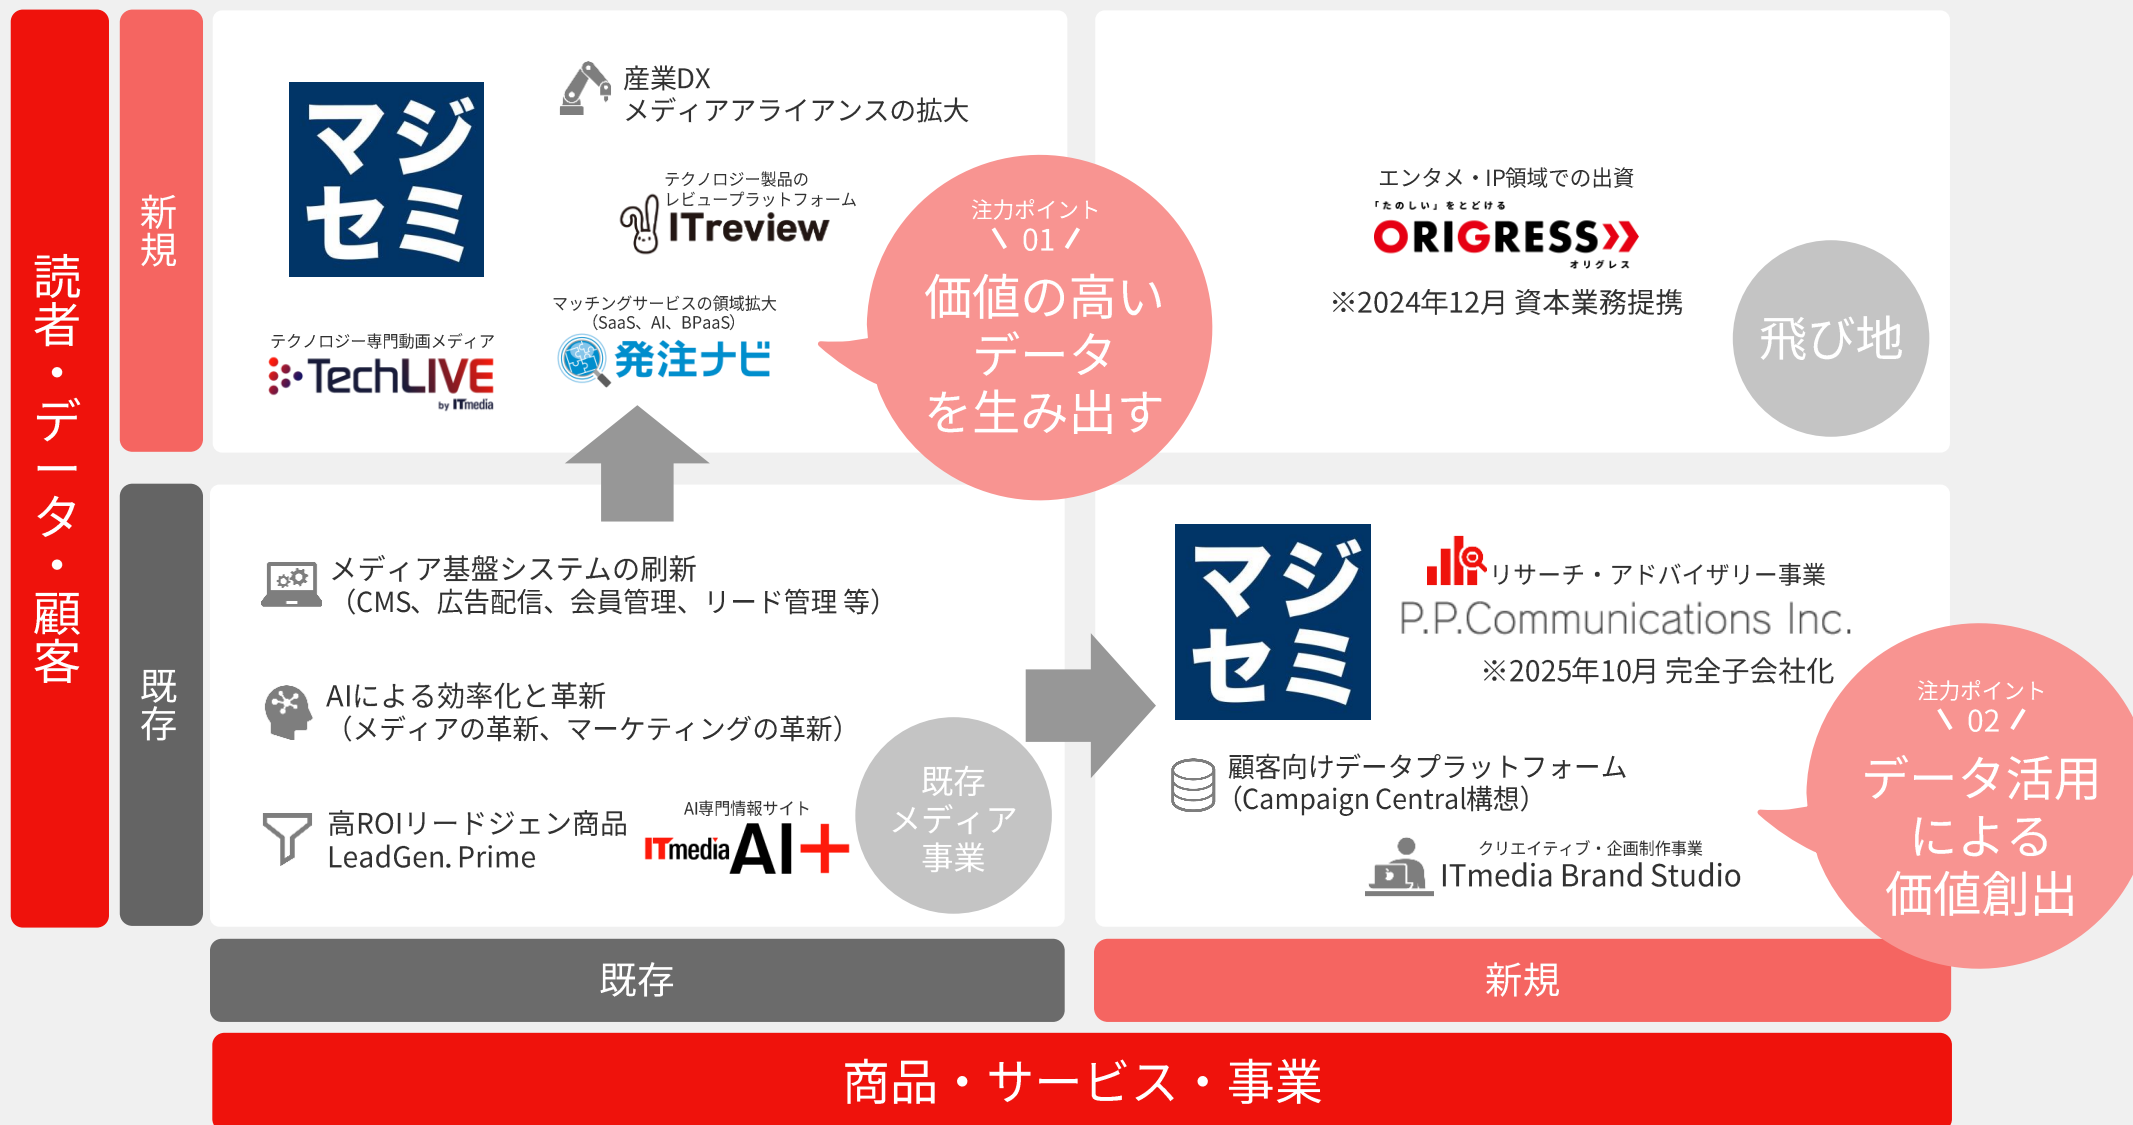 読者・データ・顧客
新規
マジ
セミ
産業DX
メディアアライアンスの拡大
テクノロジー製品の
レビュープラットフォーム
ITreview
マッチングサービスの領域拡大
（SaaS、AI、BPaaS）
発注ナビ
テクノロジー専門動画メディア
TechLIVE
by ITmedia
注力ポイント
\ 01 /
価値の高い
データ
を生み出す
エンタメ・IP領域での出資
「たのしい」をとどける
ORIGRESS
オリグレス
※2024年12月 資本業務提携
飛び地
既存
メディア基盤システムの刷新
（CMS、広告配信、会員管理、リード管理 等）
AIによる効率化と革新
（メディアの革新、マーケティングの革新）
高ROIリードジェン商品
LeadGen. Prime
AI専門情報サイト
ITmedia AI+
既存
メディア
事業
マジ
セミ
リサーチ・アドバイザリー事業
P.P.Communications Inc.
※2025年10月 完全子会社化
顧客向けデータプラットフォーム
（Campaign Central構想）
クリエイティブ・企画制作事業
ITmedia Brand Studio
注力ポイント
\ 02 /
データ活用
による
価値創出
既存
新規
商品・サービス・事業